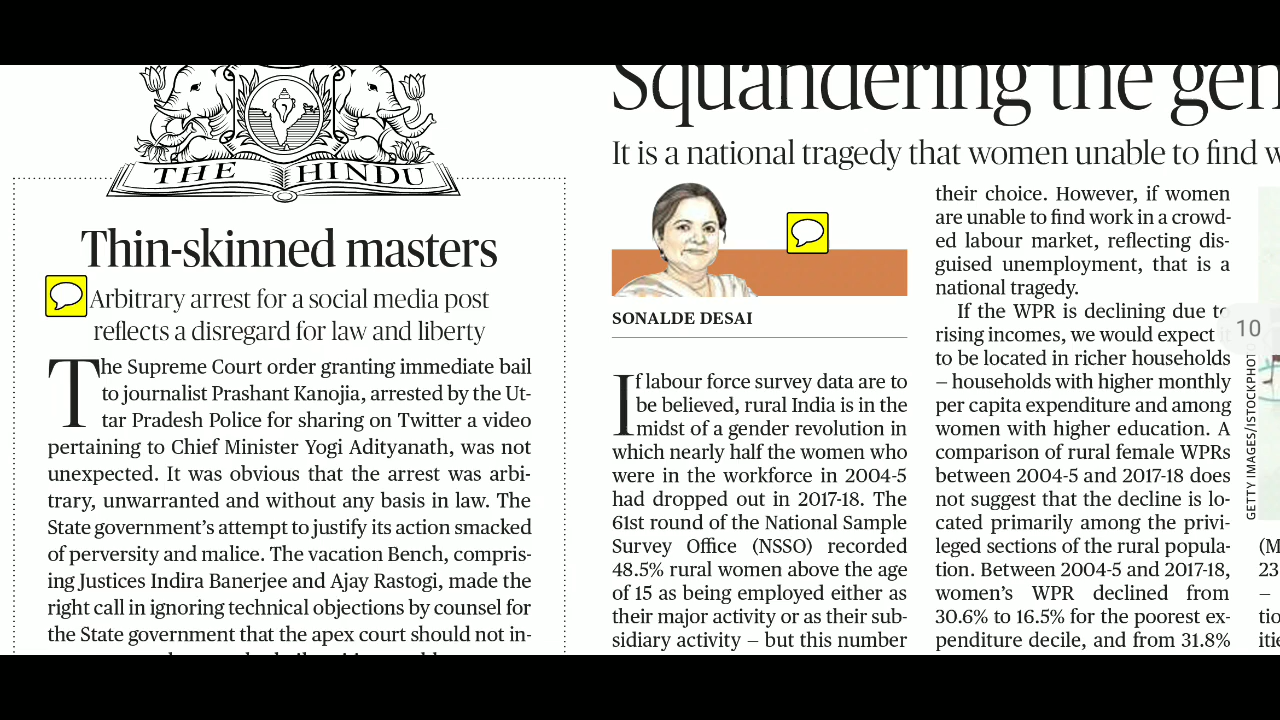 THE HINDU
Thin-skinned masters
Arbitrary arrest for a social media post
reflects a disregard for law and liberty
The Supreme Court order granting immediate bail
to journalist Prashant Kanojia, arrested by the Ut-
tar Pradesh Police for sharing on Twitter a video
pertaining to Chief Minister Yogi Adityanath, was not
unexpected. It was obvious that the arrest was arbi-
trary, unwarranted and without any basis in law. The
State government's attempt to justify its action smacked
of perversity and malice. The vacation Bench, compris-
ing Justices Indira Banerjee and Ajay Rastogi, made the
right call in ignoring technical objections by counsel for
the State government that the apex court should not in-
Squandering the gen
It is a national tragedy that women unable to find w
SONALDE DESAI
If labour force survey data are to
be believed, rural India is in the
midst of a gender revolution in
which nearly half the women who
were in the workforce in 2004-5
had dropped out in 2017-18. The
61st round of the National Sample
Survey Office (NSSO) recorded
48.5% rural women above the age
of 15 as being employed either as
their major activity or as their sub-
sidiary activity – but this number
their choice. However, if women
are unable to find work in a crowd-
ed labour market, reflecting dis-
guised unemployment, that is a
national tragedy.
If the WPR is declining due to
rising incomes, we would expect it
to be located in richer households
– households with higher monthly
per capita expenditure and among
women with higher education. A
comparison of rural female WPRs
between 2004-5 and 2017-18 does
not suggest that the decline is lo-
cated primarily among the privi-
leged sections of the rural popula-
tion. Between 2004-5 and 2017-18,
women's WPR declined from
30.6% to 16.5% for the poorest ex-
penditure decile, and from 31.8%
10
GETTY IMAGES/ISTOCKPHOTO
(M
23
–
tio
itie